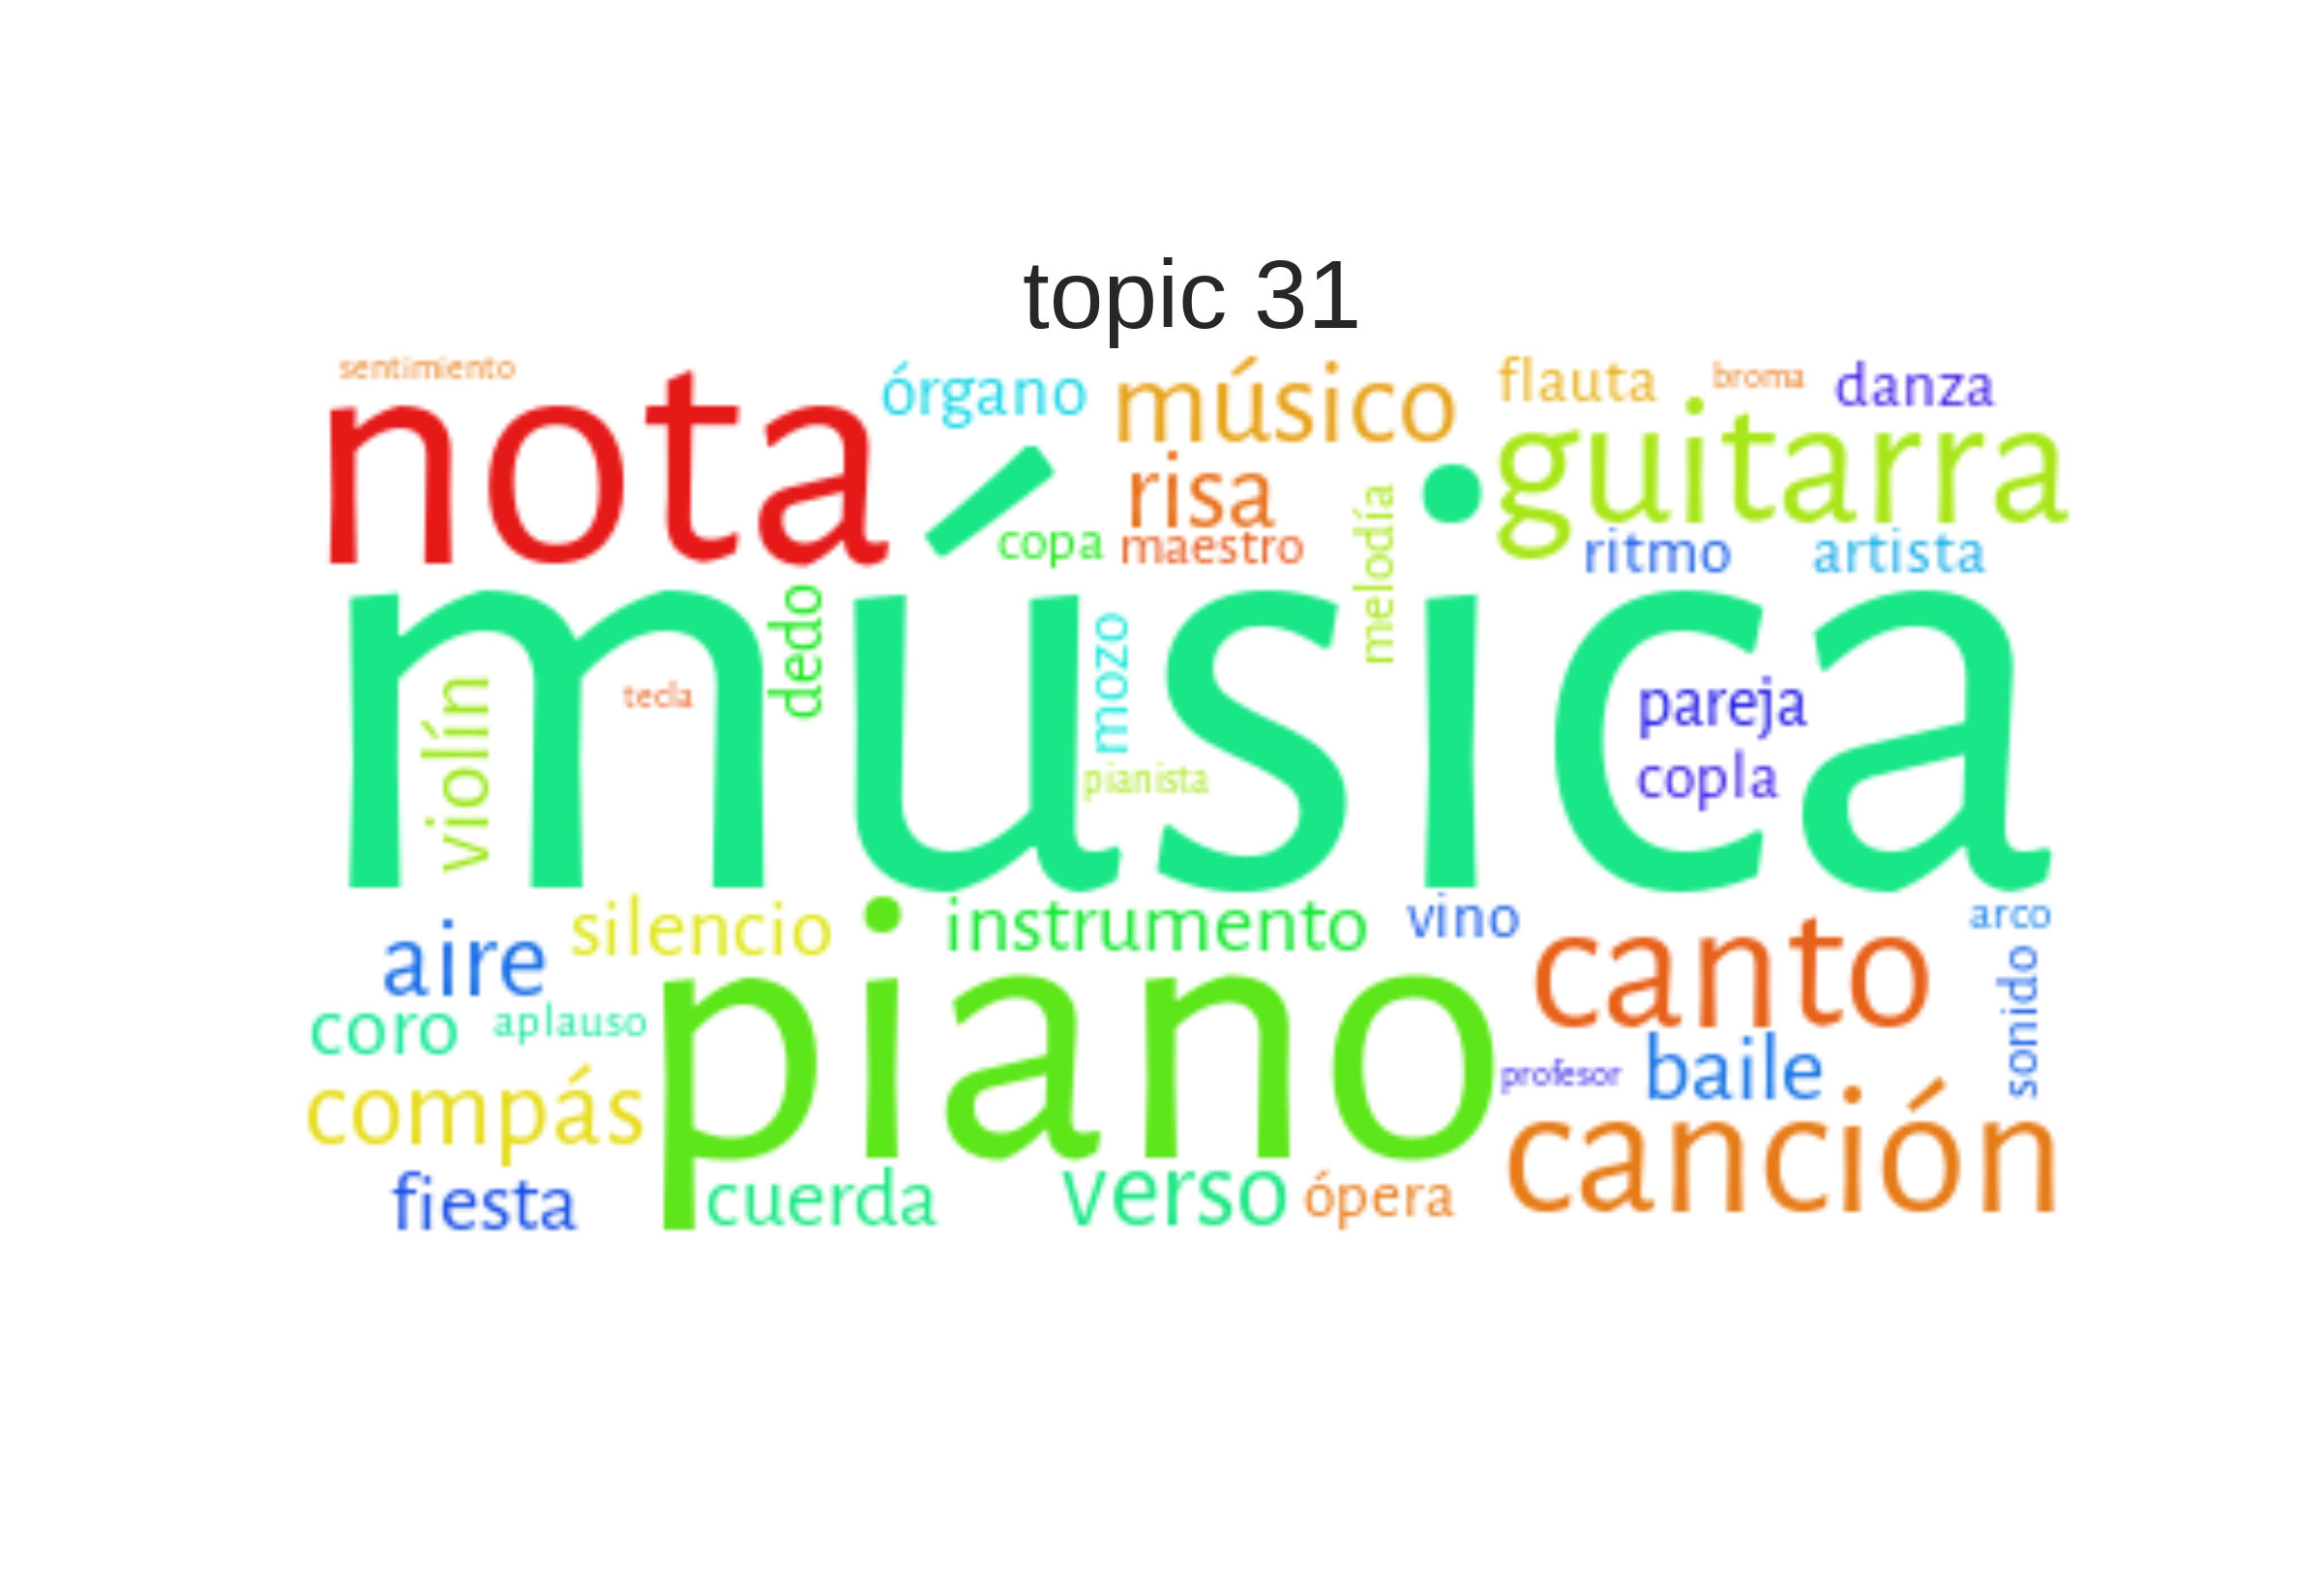 topic 31
sentimiento
nota
órgano
músico
flauta
broma
danza
guitarra
risa
copa
maestro
melodía
ritmo
artista
música
dedo
mozo
violín
tecla
pianista
pareja
copla
aire
silencio
instrumento
vino
canto
arco
sonido
coro
aplauso
piano
profesor
baile
compás
canción
fiesta
cuerda
verso
ópera